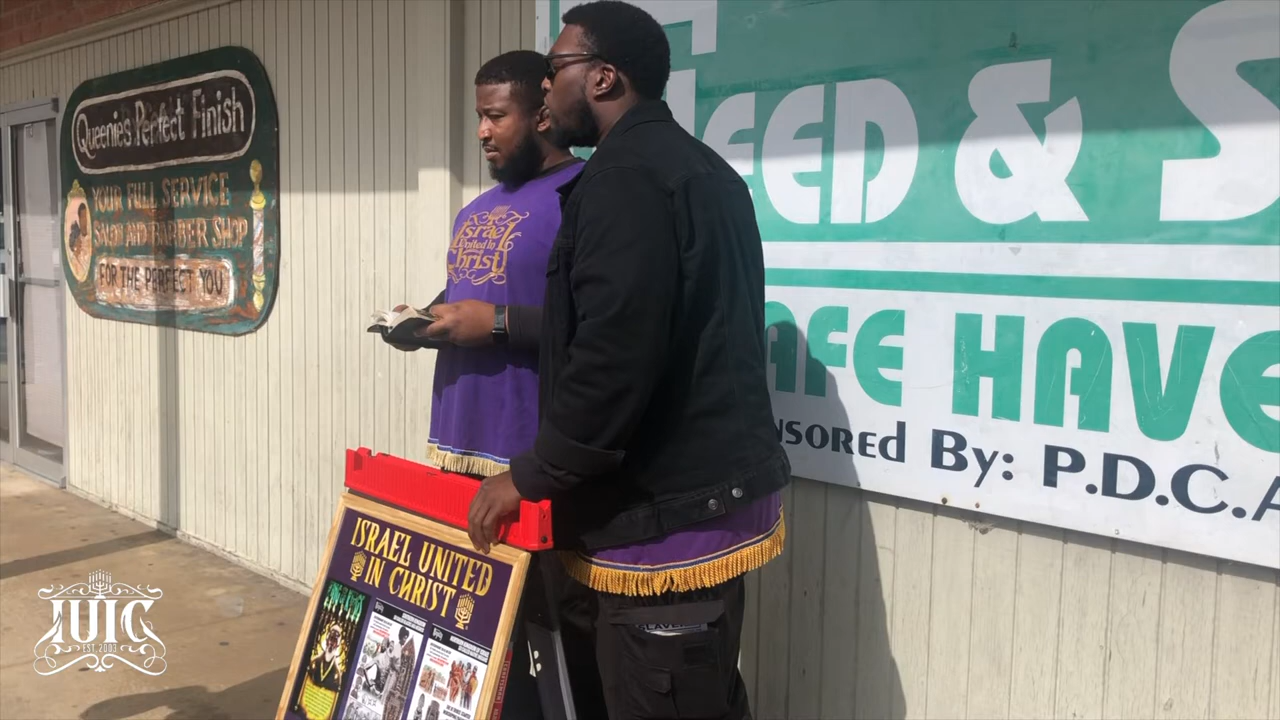 Queenie's Perfect Finish
YOUR FULL SERVICE
SALON AND BARBER SHOP
FOR THE PERFECT YOU
Israel
United In
Christ
FEED & S
AFE HAVE
NSORED By: P.D.C.A
ISRAEL UNITED
IN CHRIST
IUIC
EST. 2003